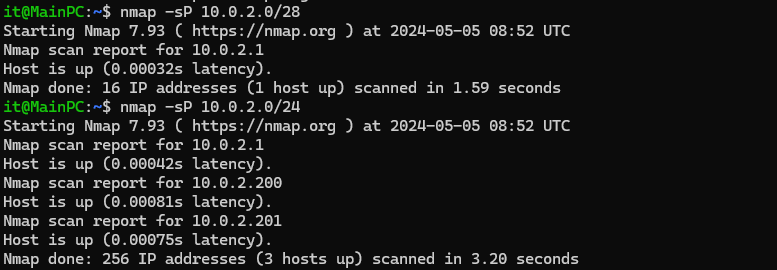 it@MainPC:~$ nmap -sP 10.0.2.0/28
Starting Nmap 7.93 ( https://nmap.org ) at 2024-05-05 08:52 UTC
Nmap scan report for 10.0.2.1
Host is up (0.00032s latency).
Nmap done: 16 IP addresses (1 host up) scanned in 1.59 seconds
it@MainPC:~$ nmap -sP 10.0.2.0/24
Starting Nmap 7.93 ( https://nmap.org ) at 2024-05-05 08:52 UTC
Nmap scan report for 10.0.2.1
Host is up (0.00042s latency).
Nmap scan report for 10.0.2.200
Host is up (0.00081s latency).
Nmap scan report for 10.0.2.201
Host is up (0.00075s latency).
Nmap done: 256 IP addresses (3 hosts up) scanned in 3.20 seconds